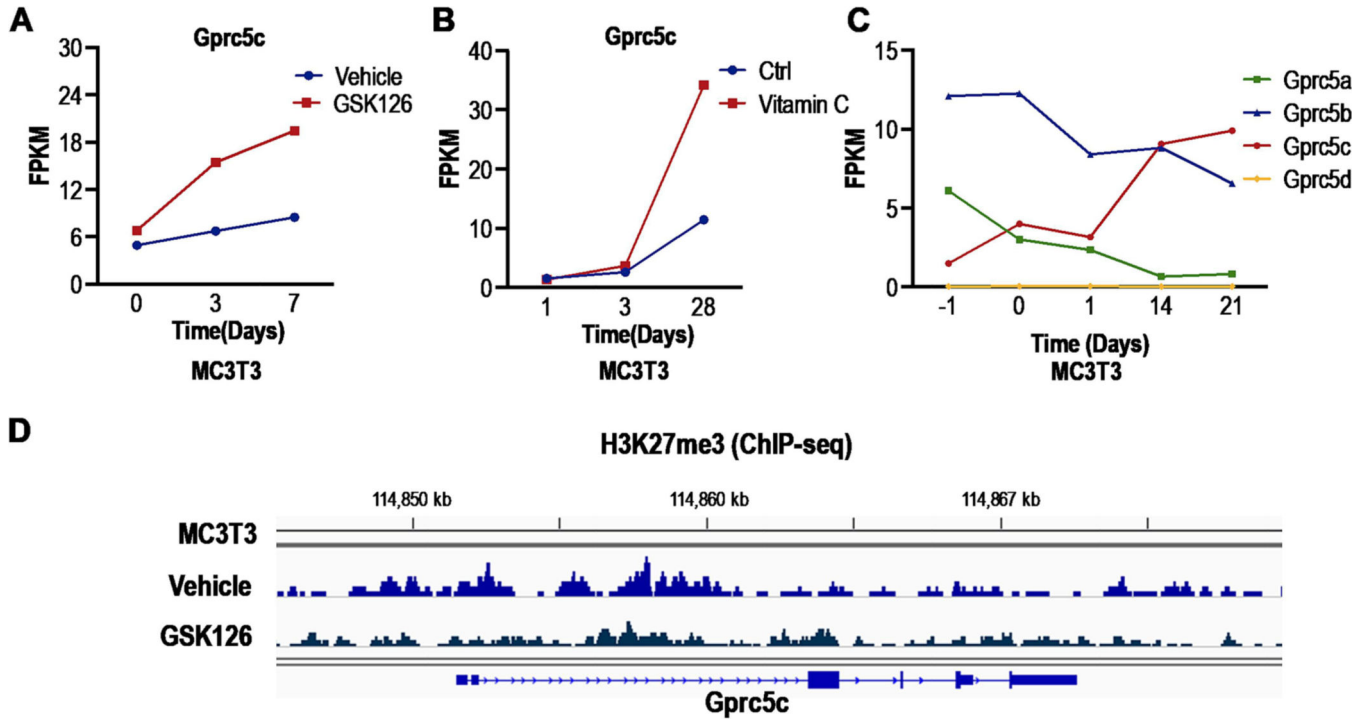 A
Gprc5c
FPKM
30
24
18
12
6
0
Vehicle
GSK126
0 3 7
Time(Days)
MC3T3
B
Gprc5c
FPKM
40
30
20
10
0
Ctrl
Vitamin C
1 3 28
Time(Days)
MC3T3
C
FPKM
15
10
5
0
Gprc5a
Gprc5b
Gprc5c
Gprc5d
-1 0 1 14 21
Time (Days)
MC3T3
D
H3K27me3 (ChIP-seq)
114,850 kb 114,860 kb 114,867 kb
MC3T3
Vehicle
GSK126
Gprc5c